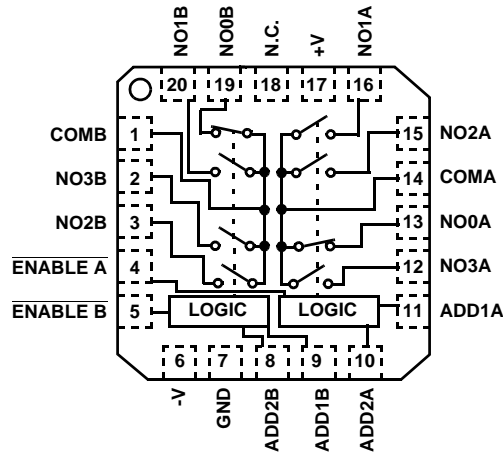 NO1B
NO0B
N.C.
+V
NO1A
20
19
18
17
16
COMB
1
15
NO2A
NO3B
2
14
COMA
NO2B
3
13
NO0A
ENABLE A
4
12
NO3A
ENABLE B
5
LOGIC
LOGIC
11
ADD1A
6
7
8
9
10
-V
GND
ADD2B
ADD1B
ADD2A